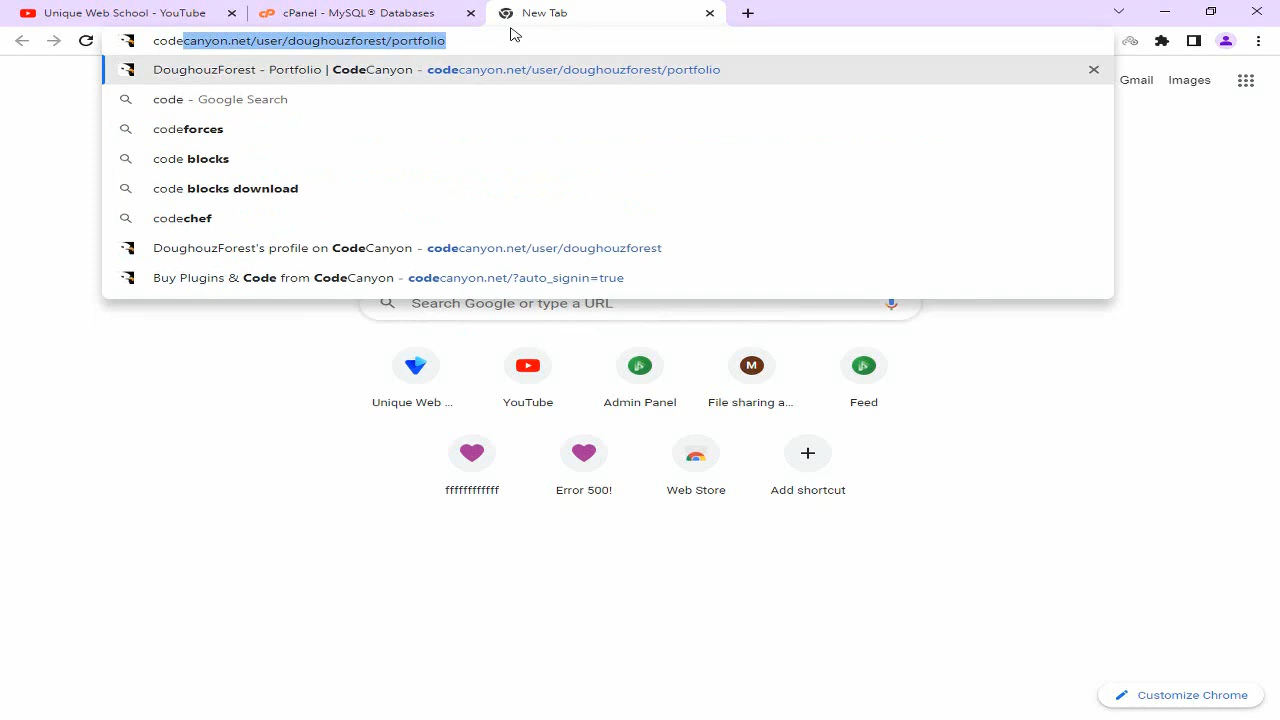 Unique Web School - YouTube
cPanel - MySQL® Databases
New Tab
codecanyon.net/user/doughouzforest/portfolio
DoughouzForest - Portfolio | CodeCanyon - codecanyon.net/user/doughouzforest/portfolio
code - Google Search
codeforces
code blocks
code blocks download
codechef
DoughouzForest's profile on CodeCanyon - codecanyon.net/user/doughouzforest
Buy Plugins & Code from CodeCanyon - codecanyon.net/?auto_signin=true
Gmail
Images
Search Google or type a URL
Unique Web ...
YouTube
Admin Panel
M
File sharing a...
Feed
ffffffffffff
Error 500!
Web Store
Add shortcut
Customize Chrome